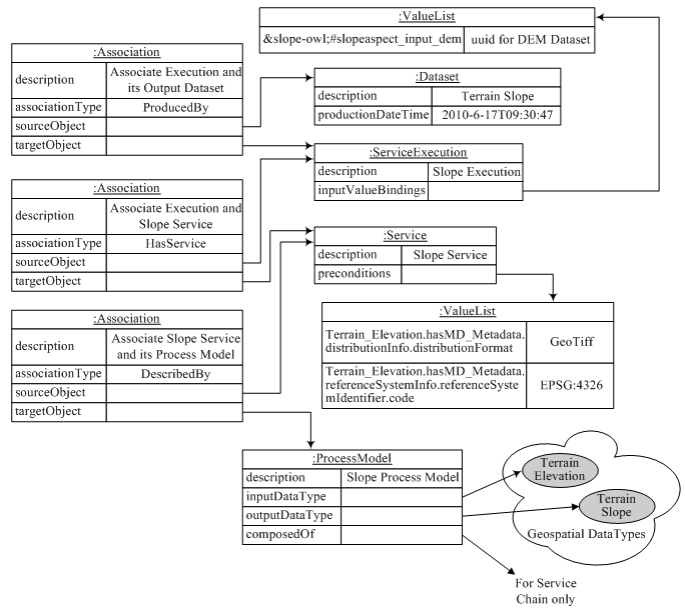 :ValueList
&slope-owl;#slopeaspect_input_dem uuid for DEM Dataset
:Association
description Associate Execution and
its Output Dataset
associationType ProducedBy
sourceObject
targetObject
:Dataset
description Terrain Slope
productionDateTime 2010-6-17T09:30:47
:ServiceExecution
description Slope Execution
inputValueBindings
:Association
description Associate Execution and
Slope Service
associationType HasService
sourceObject
targetObject
:Service
description Slope Service
preconditions
:ValueList
Terrain_Elevation.hasMD_Metadata.
distributionInfo.distributionFormat GeoTiff
Terrain_Elevation.hasMD_Metadata.
referenceSystemInfo.referenceSyste
mIdentifier.code EPSG:4326
:Association
description Associate Slope Service
and its Process Model
associationType DescribedBy
sourceObject
targetObject
:ProcessModel
description Slope Process Model
inputDataType
outputDataType
composedOf
Terrain
Elevation
Terrain
Slope
Geospatial DataTypes
For Service
Chain only